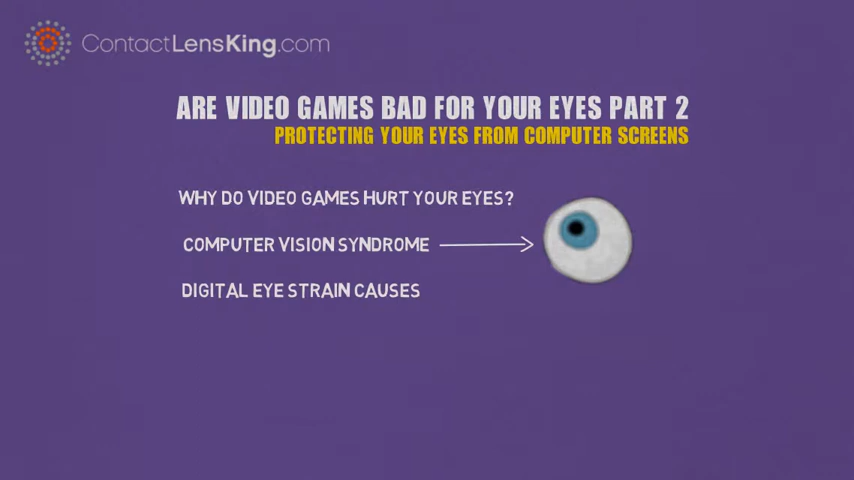 ContactLensKing.com
ARE VIDEO GAMES BAD FOR YOUR EYES PART 2
PROTECTING YOUR EYES FROM COMPUTER SCREENS
WHY DO VIDEO GAMES HURT YOUR EYES?
COMPUTER VISION SYNDROME
DIGITAL EYE STRAIN CAUSES